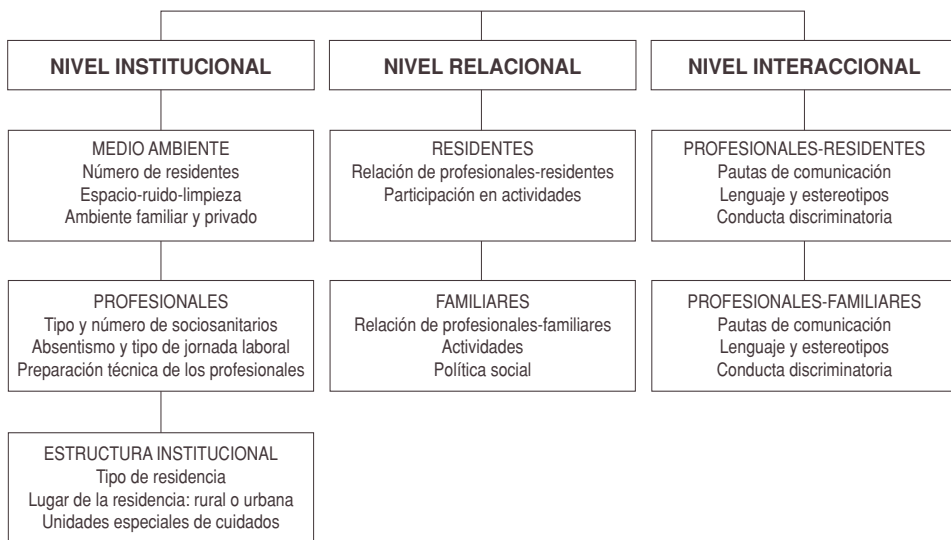 NIVEL INSTITUCIONAL
MEDIO AMBIENTE
Número de residentes
Espacio-ruido-limpieza
Ambiente familiar y privado
PROFESIONALES
Tipo y número de sociosanitarios
Absentismo y tipo de jornada laboral
Preparación técnica de los profesionales
ESTRUCTURA INSTITUCIONAL
Tipo de residencia
Lugar de la residencia: rural o urbana
Unidades especiales de cuidados
NIVEL RELACIONAL
RESIDENTES
Relación de profesionales-residentes
Participación en actividades
FAMILIARES
Relación de profesionales-familiares
Actividades
Política social
NIVEL INTERACCIONAL
PROFESIONALES-RESIDENTES
Pautas de comunicación
Lenguaje y estereotipos
Conducta discriminatoria
PROFESIONALES-FAMILIARES
Pautas de comunicación
Lenguaje y estereotipos
Conducta discriminatoria